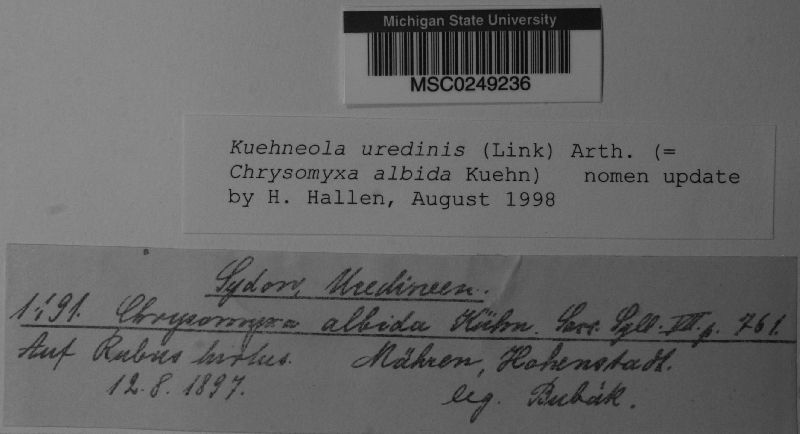 Michigan State University
MSC0249236
Kuehneola uredinis (Link) Arth. (=
Chrysomyxa albida Kuehn) nomen update
by H. Hallen, August 1998
Sydow, Uredineen.
1191. Chrysomyxa albida Kühn. Sacc. Syll. VII. p. 761.
Auf Rubus hirtus. Mähren, Hohenstadt.
12. 8. 1897. leg. Bubák.